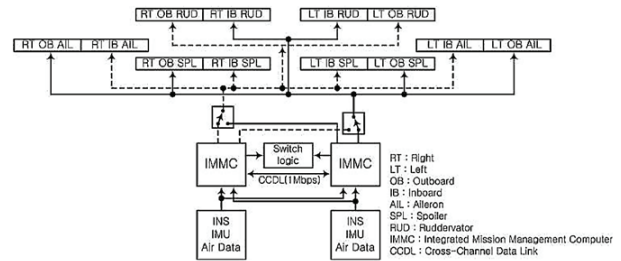 RT OB RUD RT IB RUD LT IB RUD LT OB RUD
RT OB AIL RT IB AIL LT IB AIL LT OB AIL
RT OB SPL RT IB SPL LT IB SPL LT OB SPL
IMMC Switch logic IMMC
CCDL(1Mbps)
INS
IMU
Air Data
INS
IMU
Air Data
RT : Right
LT : Left
OB : Outboard
IB : Inboard
AIL : Aileron
SPL : Spoiler
RUD : Ruddervator
IMMC : Integrated Mission Management Computer
CCDL : Cross-Channel Data Link